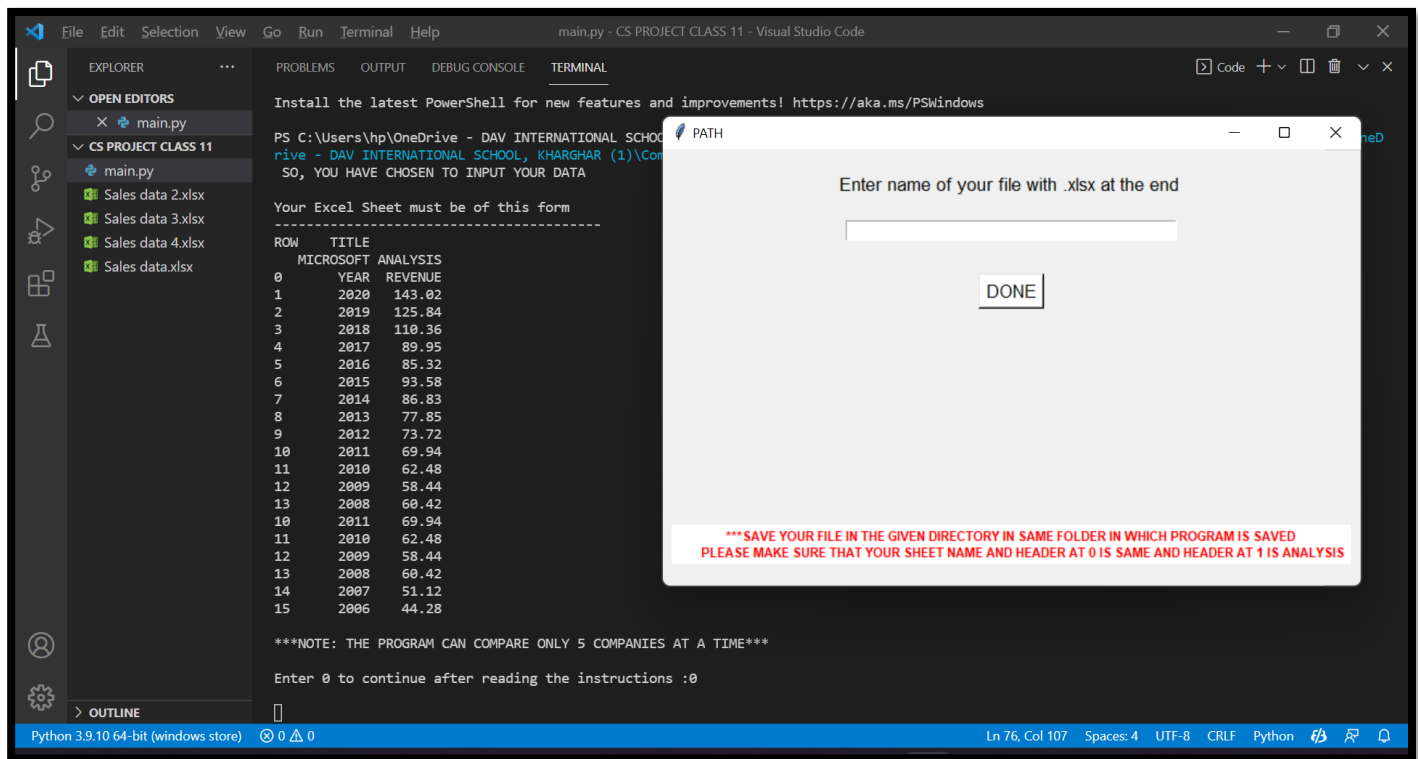 File Edit Selection View Go Run Terminal Help main.py - CS PROJECT CLASS 11 - Visual Studio Code
EXPLORER ···
OPEN EDITORS
main.py
CS PROJECT CLASS 11
main.py
Sales data 2.xlsx
Sales data 3.xlsx
Sales data 4.xlsx
Sales data.xlsx
OUTLINE
PROBLEMS OUTPUT DEBUG CONSOLE TERMINAL
Code
Install the latest PowerShell for new features and improvements! https://aka.ms/PSWindows
PS C:\Users\hp\OneDrive - DAV INTERNATIONAL SCHOO neD
rive - DAV INTERNATIONAL SCHOOL, KHARGHAR (1)\Com
SO, YOU HAVE CHOSEN TO INPUT YOUR DATA
Your Excel Sheet must be of this form
-----------------------------------------
ROW TITLE
MICROSOFT ANALYSIS
0 YEAR REVENUE
1 2020 143.02
2 2019 125.84
3 2018 110.36
4 2017 89.95
5 2016 85.32
6 2015 93.58
7 2014 86.83
8 2013 77.85
9 2012 73.72
10 2011 69.94
11 2010 62.48
12 2009 58.44
13 2008 60.42
10 2011 69.94
11 2010 62.48
12 2009 58.44
13 2008 60.42
14 2007 51.12
15 2006 44.28
***NOTE: THE PROGRAM CAN COMPARE ONLY 5 COMPANIES AT A TIME***
Enter 0 to continue after reading the instructions :0
PATH
Enter name of your file with .xlsx at the end
DONE
***SAVE YOUR FILE IN THE GIVEN DIRECTORY IN SAME FOLDER IN WHICH PROGRAM IS SAVED
PLEASE MAKE SURE THAT YOUR SHEET NAME AND HEADER AT 0 IS SAME AND HEADER AT 1 IS ANALYSIS
Python 3.9.10 64-bit (windows store) 0 0 Ln 76, Col 107 Spaces: 4 UTF-8 CRLF Python